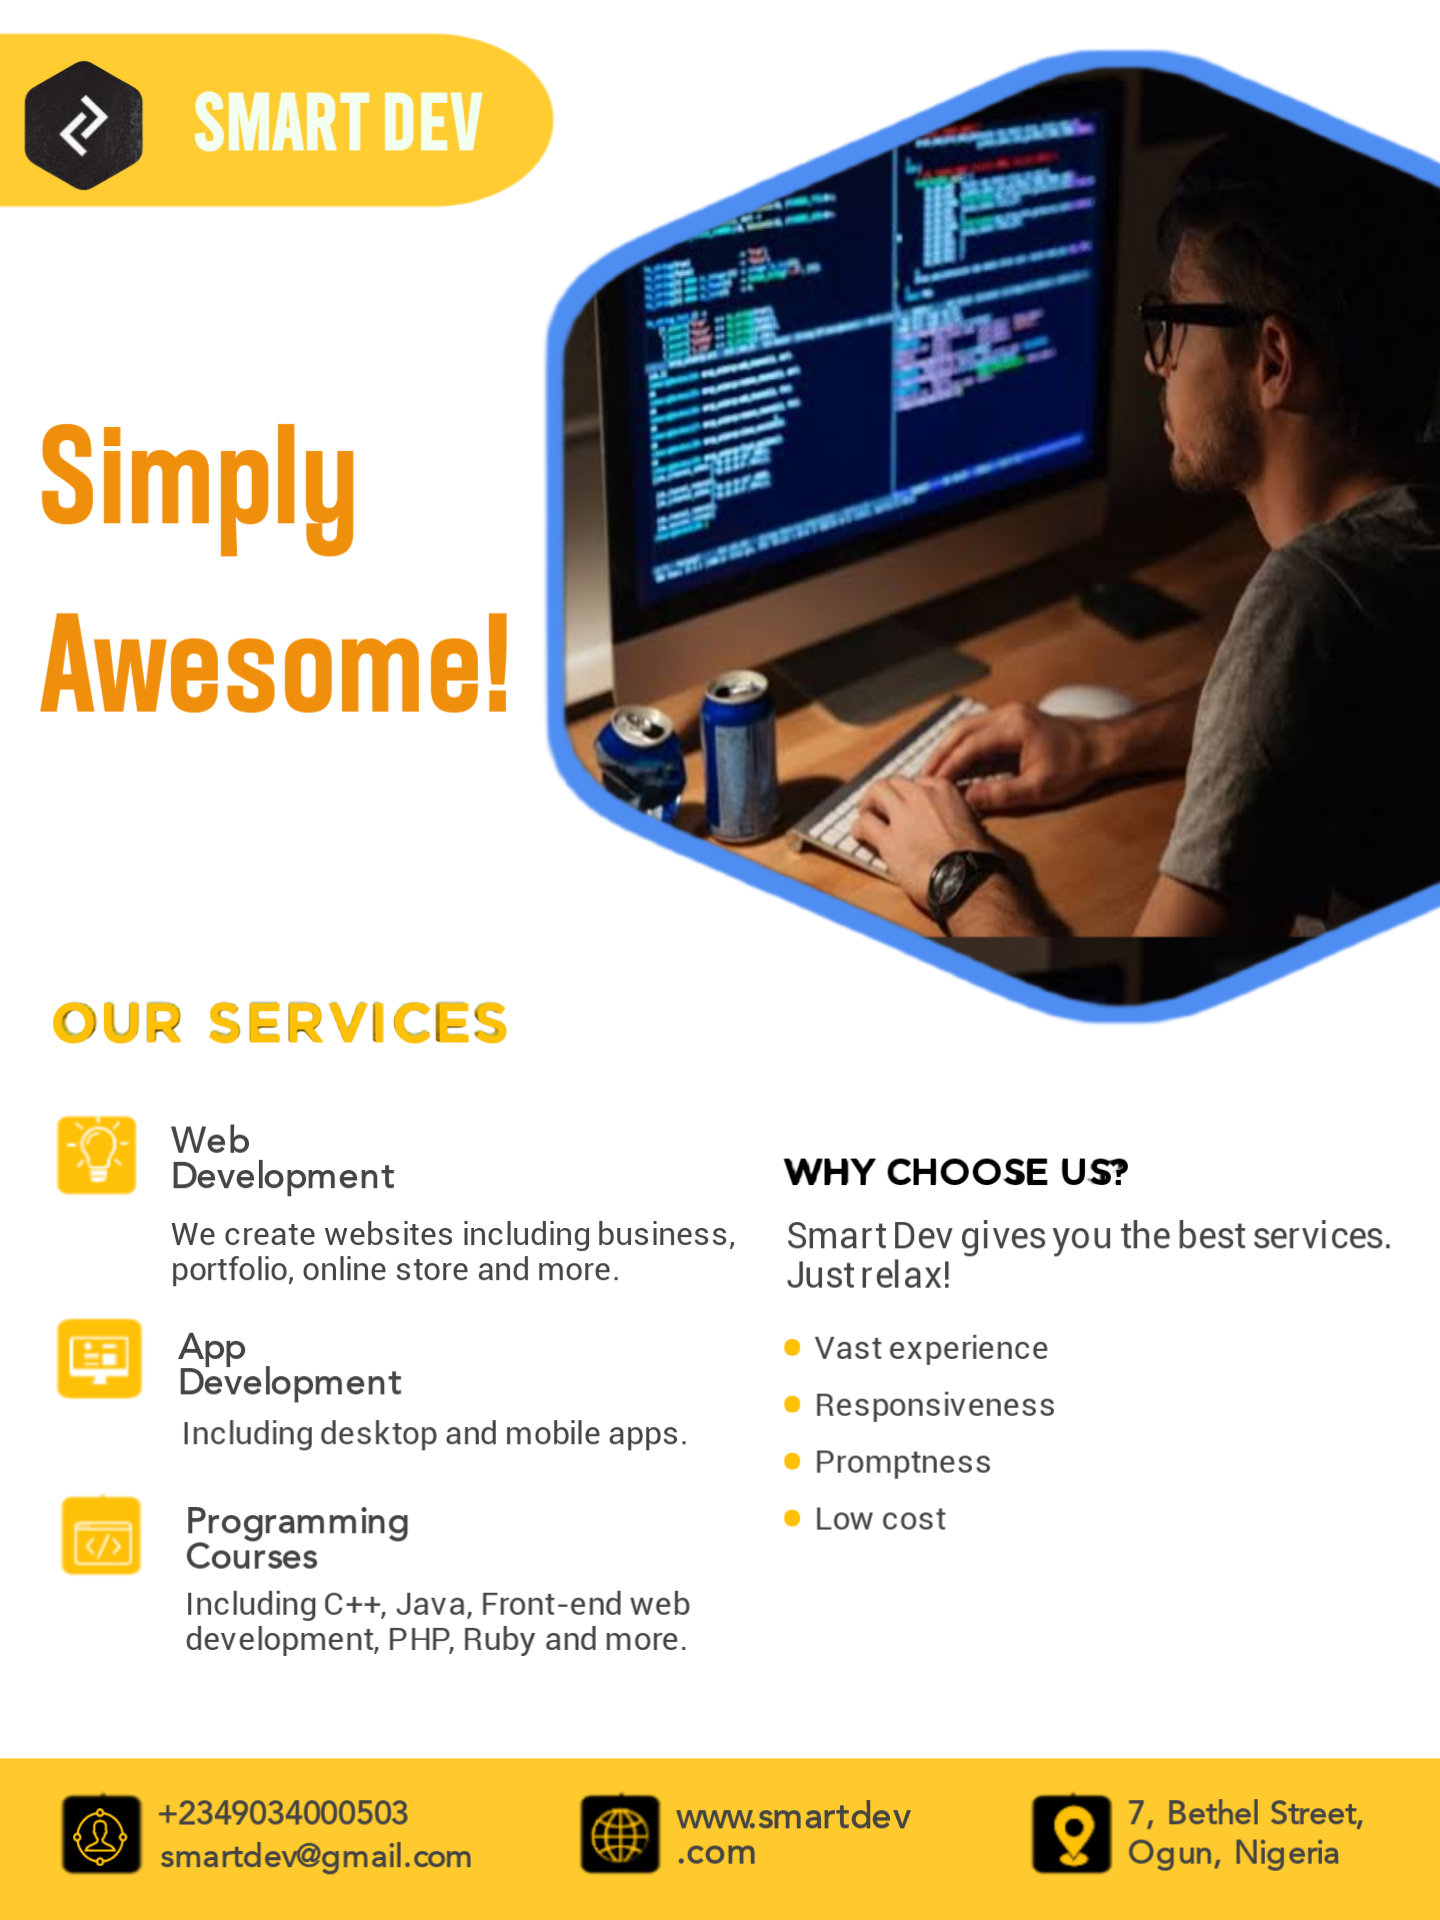 SMART DEV
Simply
Awesome!
OUR SERVICES
Web
Development
We create websites including business,
portfolio, online store and more.
App
Development
Including desktop and mobile apps.
Programming
Courses
Including C++, Java, Front-end web
development, PHP, Ruby and more.
WHY CHOOSE US?
Smart Dev gives you the best services.
Just relax!
Vast experience
Responsiveness
Promptness
Low cost
+2349034000503
smartdev@gmail.com
www.smartdev
.com
7, Bethel Street,
Ogun, Nigeria